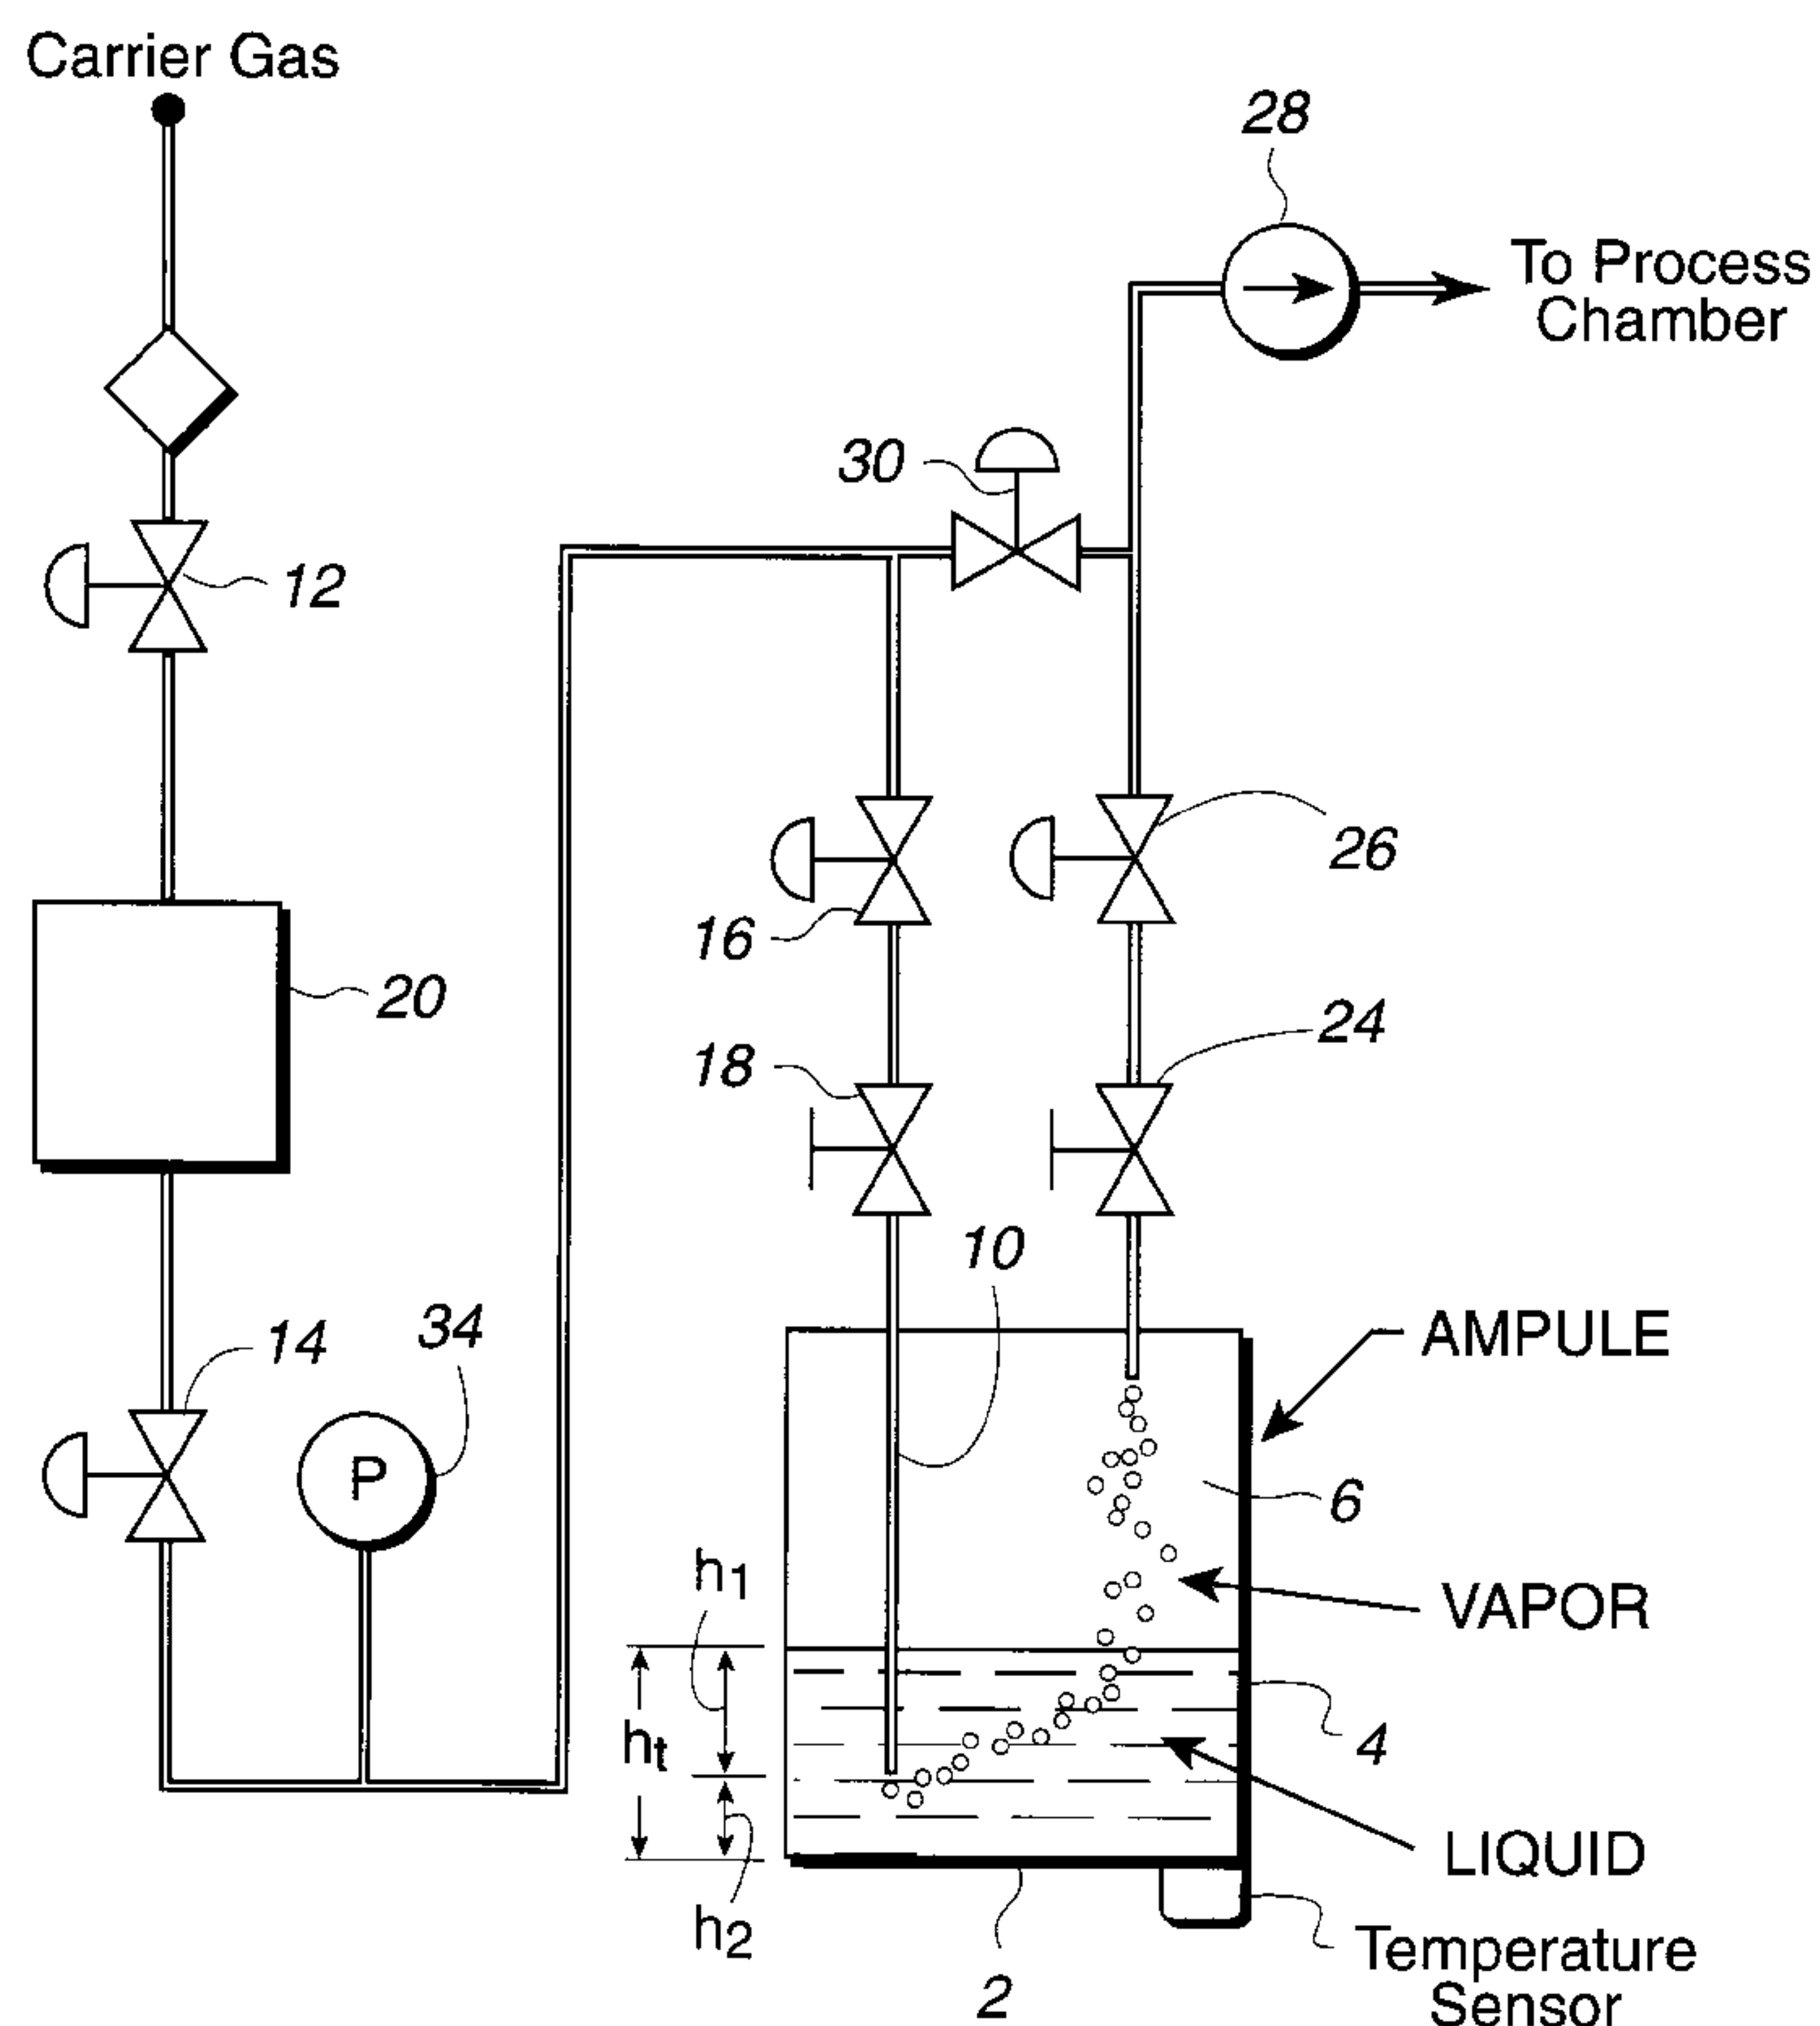 Carrier Gas
28
To Process
Chamber
30
12
26
16
20
24
18
10
14
34
AMPULE
P
6
h1
VAPOR
ht
4
LIQUID
h2
Temperature
2
Sensor